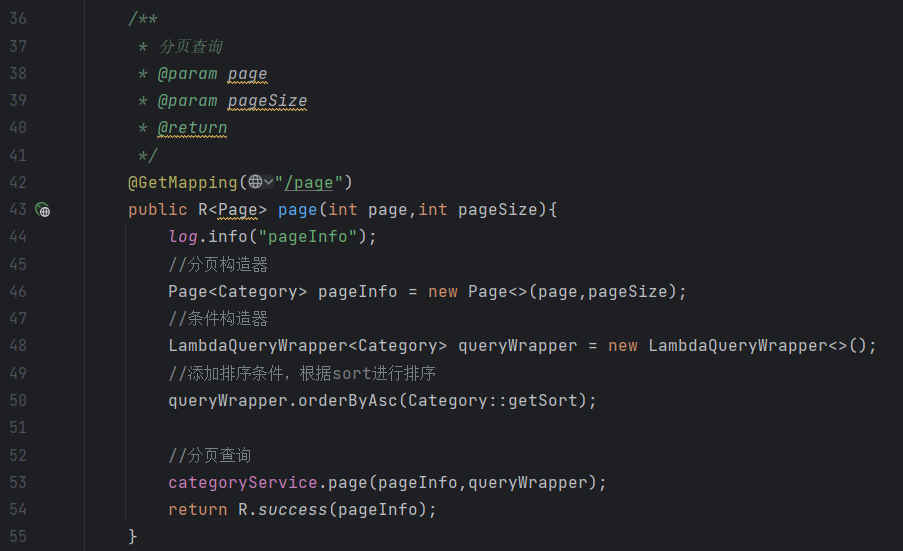 36 /**
37 * 分页查询
38 * @param page
39 * @param pageSize
40 * @return
41 */
42 @GetMapping("/page")
43 public R<Page> page(int page,int pageSize){
44 log.info("pageInfo");
45 //分页构造器
46 Page<Category> pageInfo = new Page<>(page,pageSize);
47 //条件构造器
48 LambdaQueryWrapper<Category> queryWrapper = new LambdaQueryWrapper<>();
49 //添加排序条件，根据sort进行排序
50 queryWrapper.orderByAsc(Category::getSort);
51
52 //分页查询
53 categoryService.page(pageInfo,queryWrapper);
54 return R.success(pageInfo);
55 }